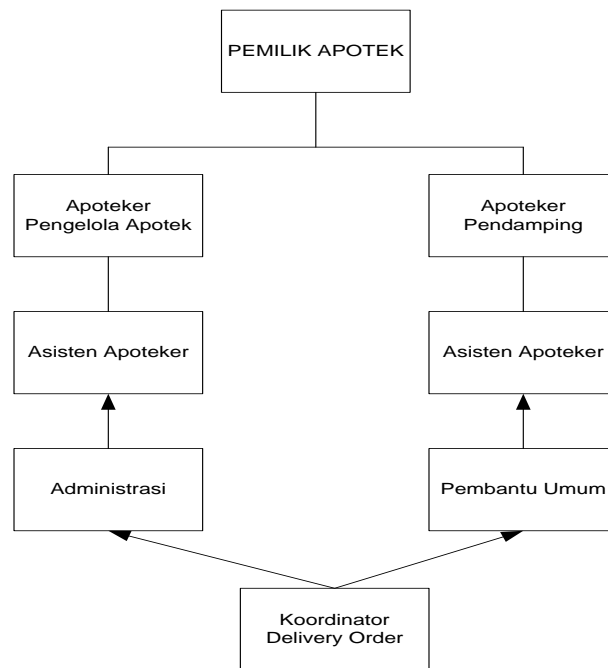 PEMILIK APOTEK
Apoteker
Pengelola Apotek
Apoteker
Pendamping
Asisten Apoteker
Asisten Apoteker
Administrasi
Pembantu Umum
Koordinator
Delivery Order